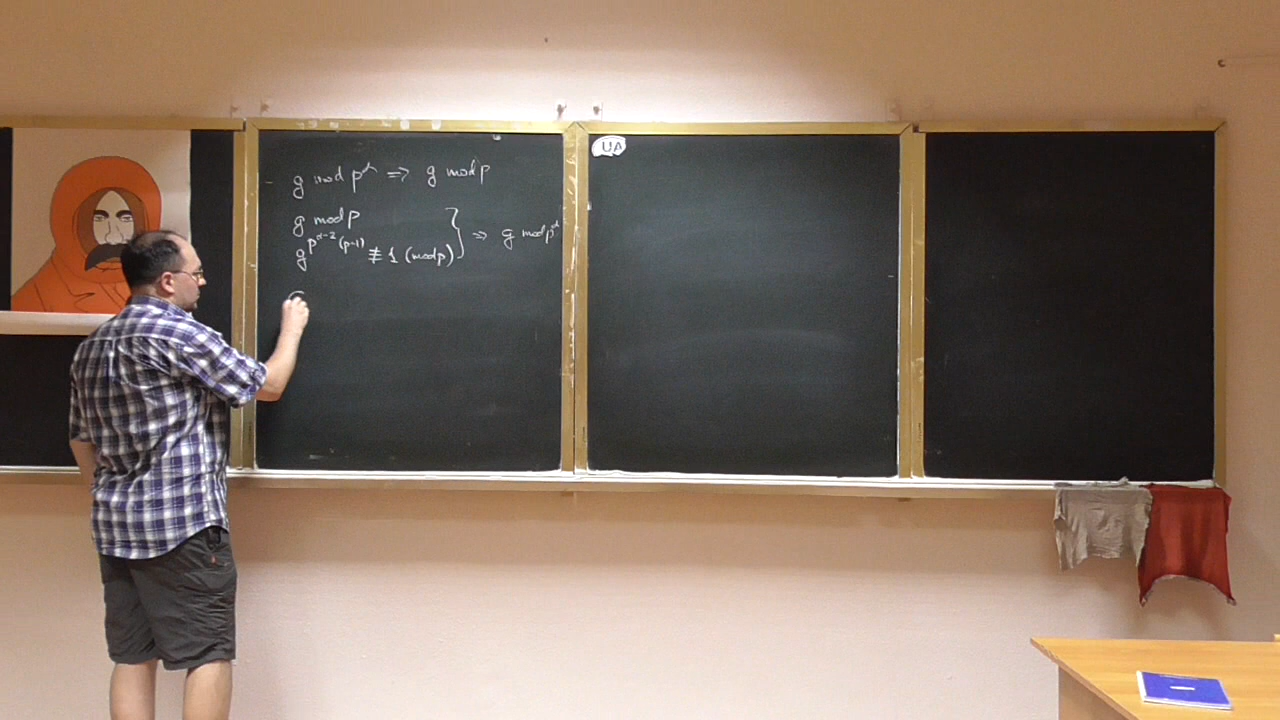 - g mod p^α ⇒ g mod p
g mod p
g^{p^{α-2}(p-1)} ≢ 1 (mod p) } ⇒ g mod p^α
UA